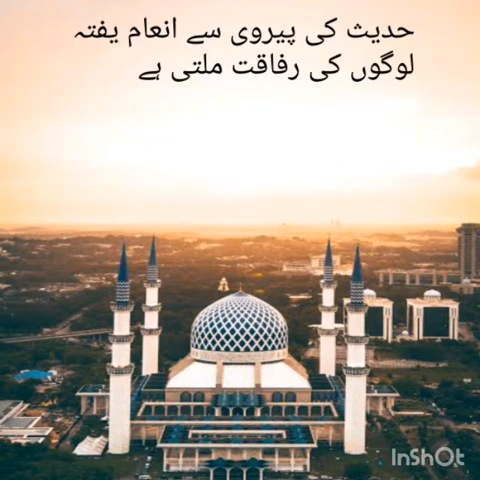 حدیث کی پیروی سے انعام یفتہ
لوگوں کی رفاقت ملتی ہے
InShOt